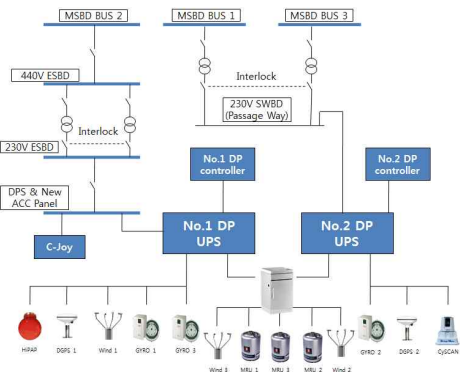 MSBD BUS 2
MSBD BUS 1
MSBD BUS 3
440V ESBD
Interlock
230V SWBD
(Passage Way)
Interlock
230V ESBD
No.1 DP
controller
No.2 DP
controller
DPS & New
ACC Panel
C-Joy
No.1 DP
UPS
No.2 DP
UPS
HiPAP
DGPS 1
Wind 1
GYRO 1
GYRO 3
Wind 3
MRU 1
MRU 3
MRU 2
Wind 2
GYRO 2
DGPS 2
CySCAN